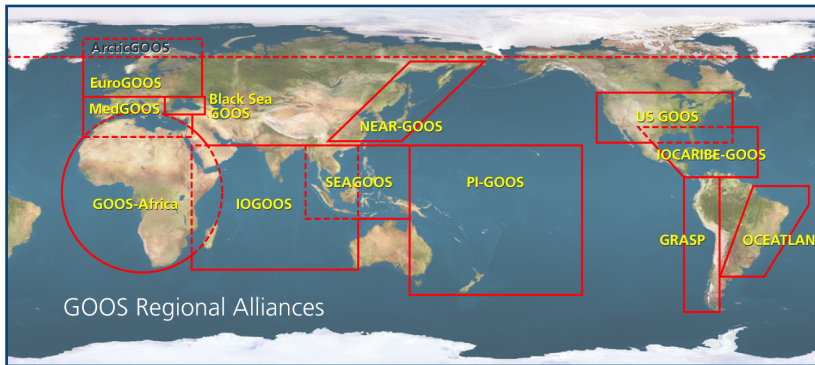 ArcticGOOS
EuroGOOS
MedGOOS
Black Sea
GOOS
NEAR-GOOS
US GOOS
IOCARIBE-GOOS
GOOS-Africa
IOGOOS
SEAGOOS
PI-GOOS
GRASP
OCEATLAN
GOOS Regional Alliances